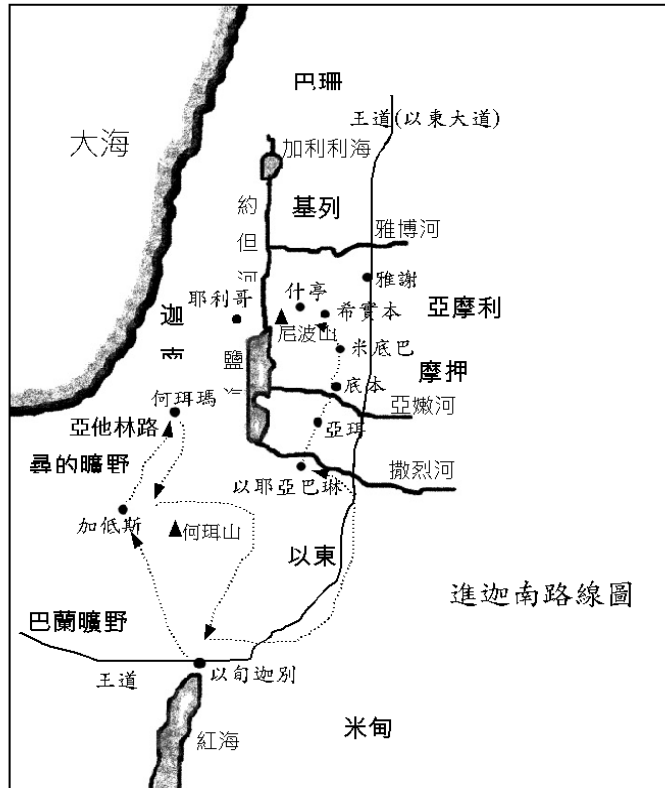 巴珊
王道(以東大道)
大海
加利利海
約但河
基列
雅博河
雅謝
什亭
耶利哥
希實本
亞摩利
迦南
尼波山
鹽海
米底巴
摩押
底本
何珥瑪
亞嫩河
亞他林路
亞珥
尋的曠野
撒烈河
以耶亞巴琳
加低斯
何珥山
以東
進迦南路線圖
巴蘭曠野
王道
以旬迦別
米甸
紅海